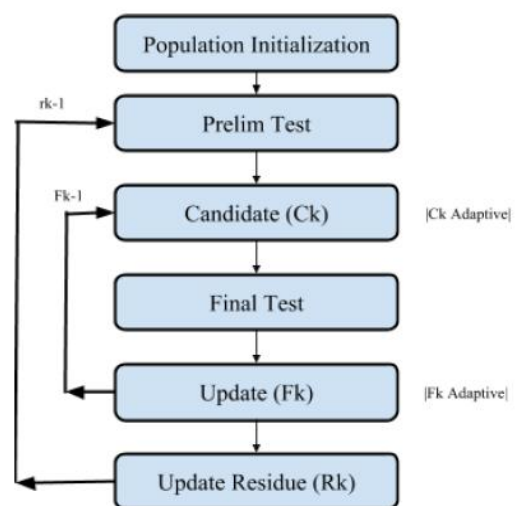 Population Initialization
rk-1
Prelim Test
Fk-1
Candidate (Ck)
|Ck Adaptive|
Final Test
Update (Fk)
|Fk Adaptive|
Update Residue (Rk)